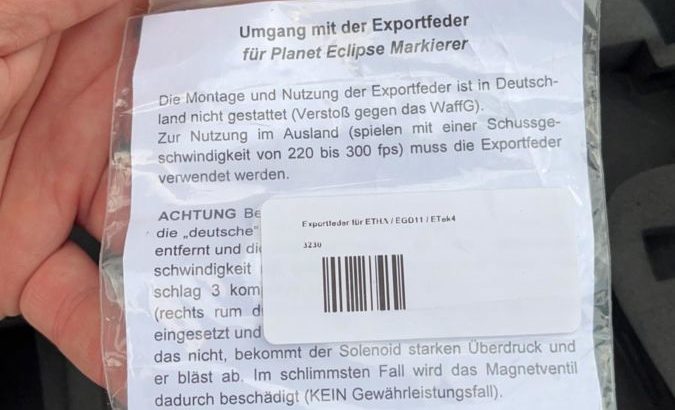 Umgang mit der Exportfeder
für Planet Eclipse Markierer
Die Montage und Nutzung der Exportfeder ist in Deutsch-
land nicht gestattet (Verstoß gegen das WaffG).
Zur Nutzung im Ausland (spielen mit einer Schussge-
schwindigkeit von 220 bis 300 fps) muss die Exportfeder
verwendet werden.
ACHTUNG Be
die „deutsche“
entfernt und die
schwindigkeit
schlag 3 kom
(rechts rum d
eingesetzt und
Exportfeder für ETHA / EGO11 / ETek4
3230
das nicht, bekommt der Solenoid starken Überdruck und
er bläst ab. Im schlimmsten Fall wird das Magnetventil
dadurch beschädigt (KEIN Gewährleistungsfall).